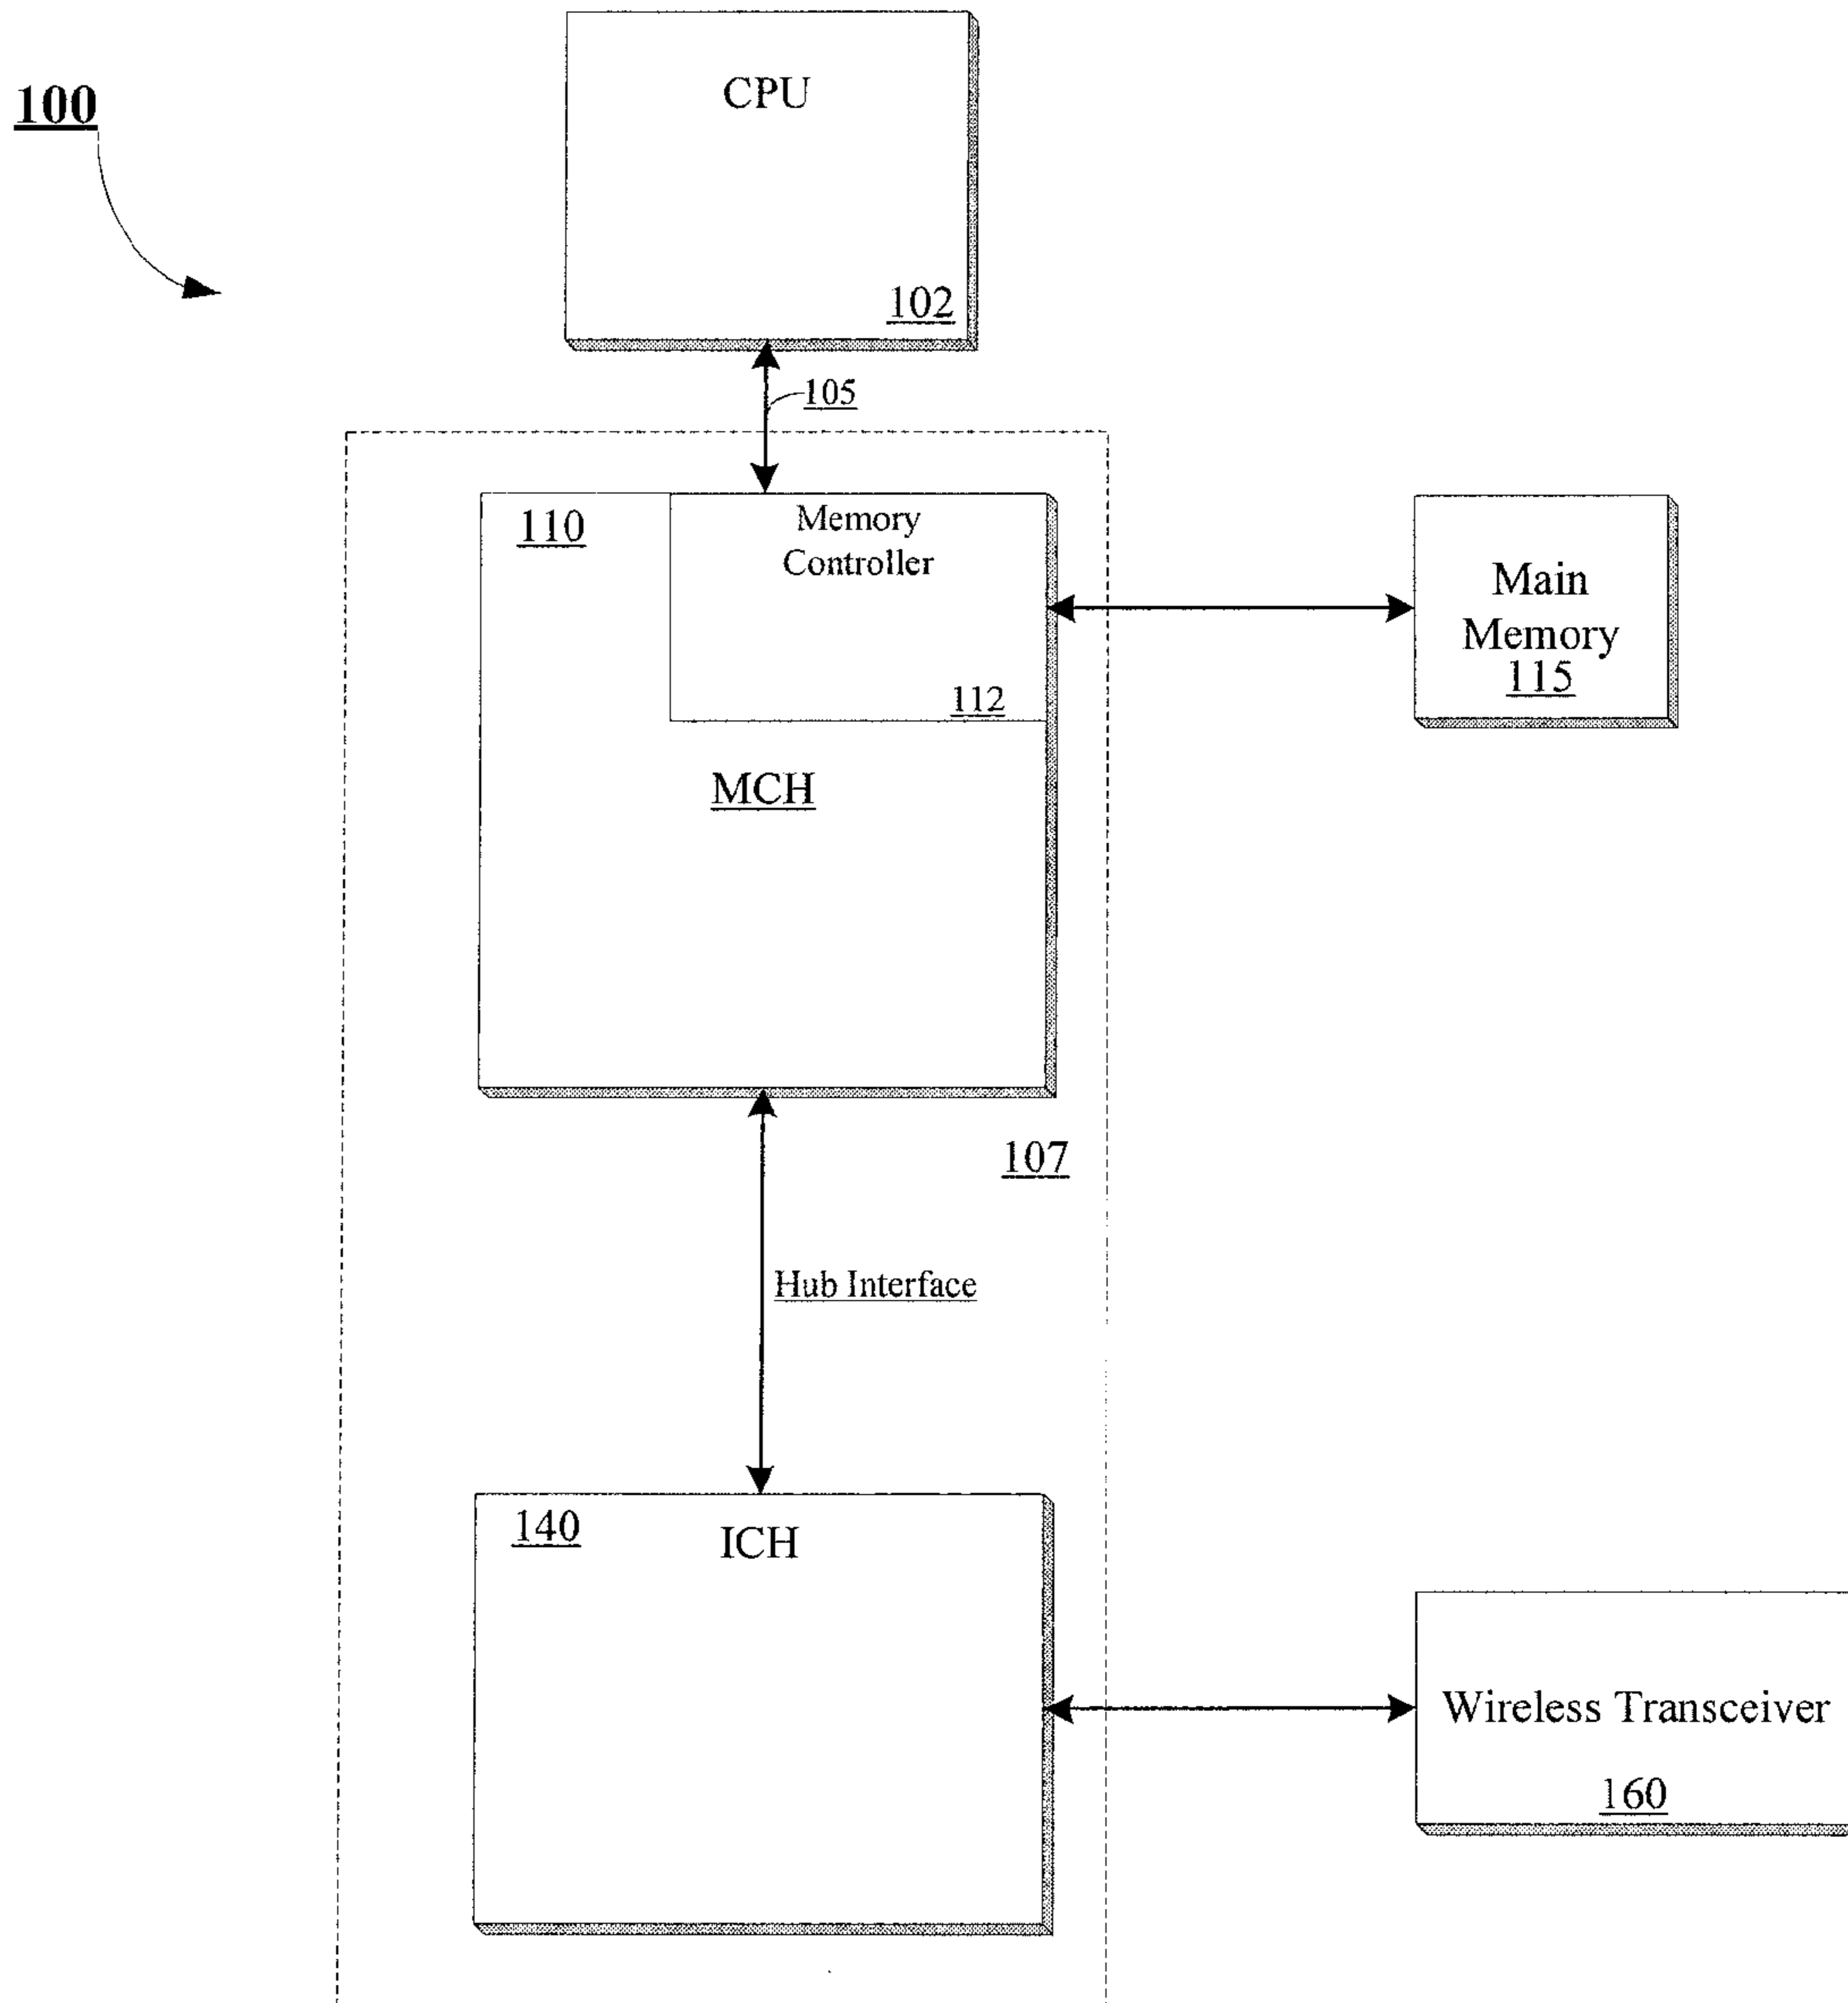 100
CPU
102
105
110
Memory
Controller
112
MCH
Main
Memory
115
107
Hub Interface
140
ICH
Wireless Transceiver
160